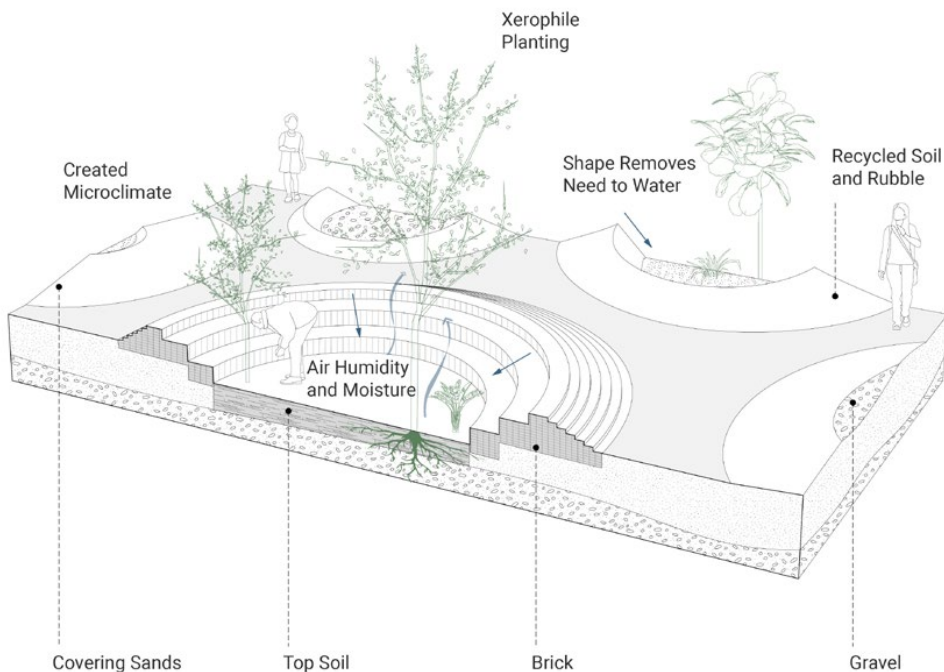 Xerophile
Planting
Created
Microclimate
Shape Removes
Need to Water
Recycled Soil
and Rubble
Air Humidity
and Moisture
Covering Sands
Top Soil
Brick
Gravel